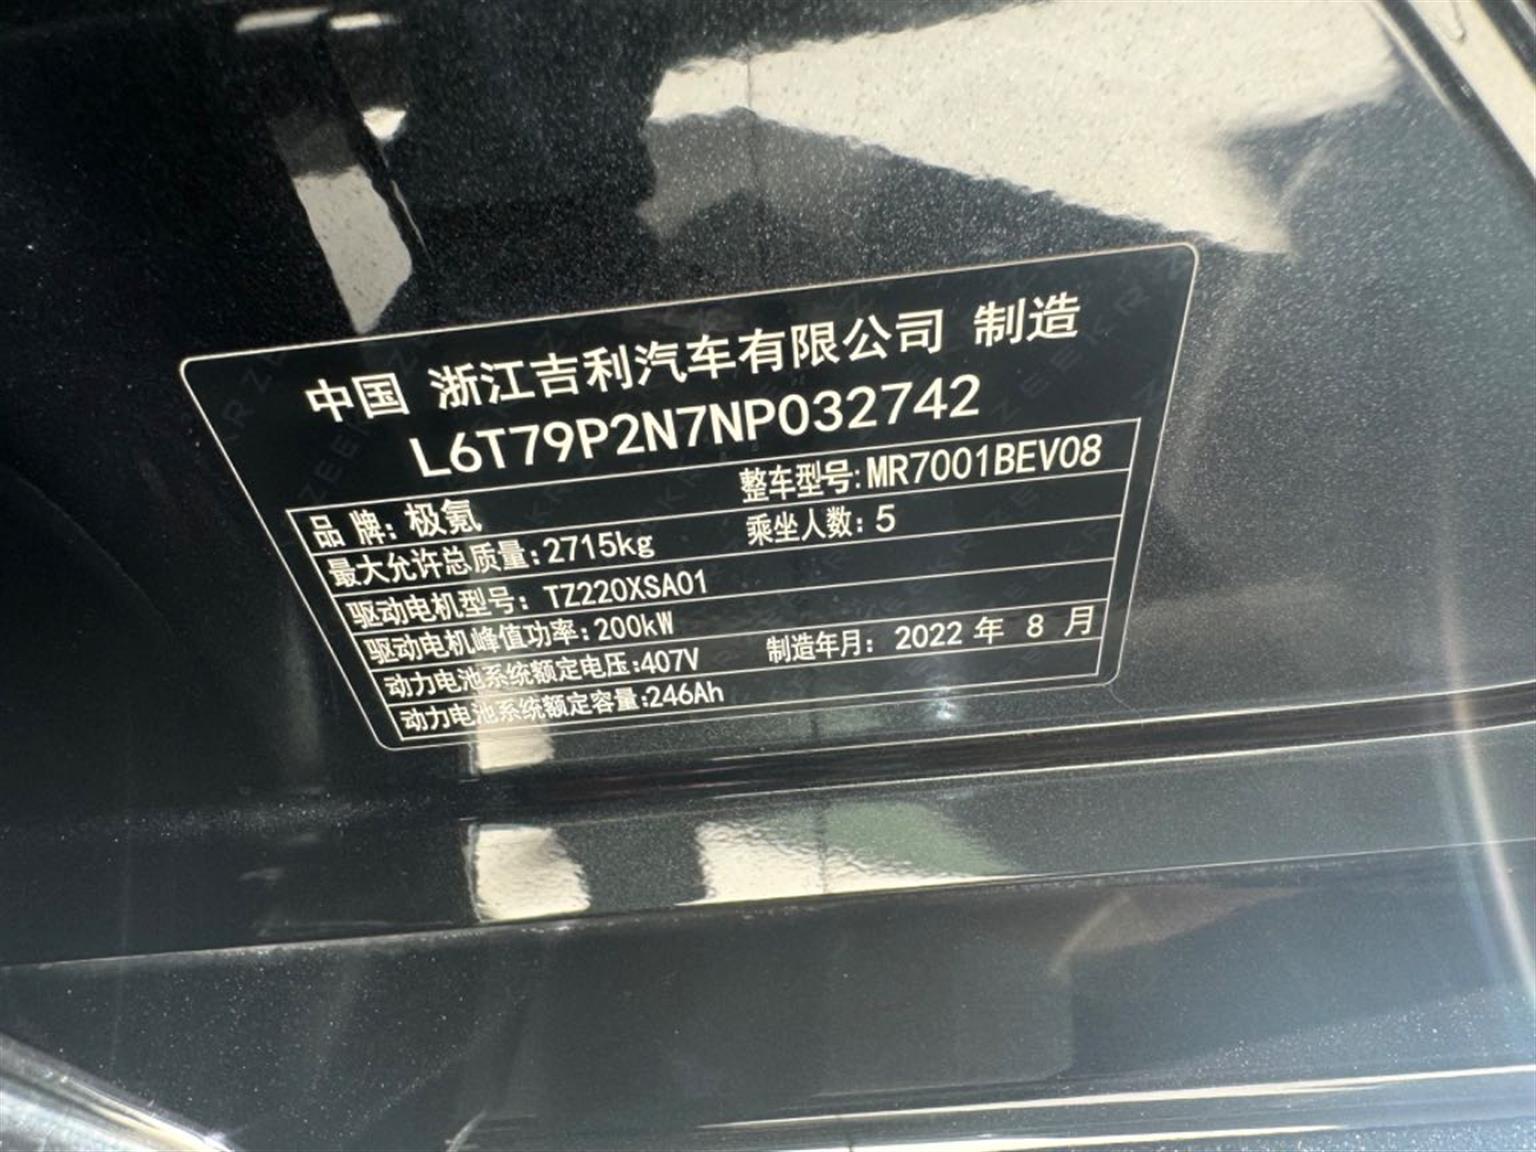 中国 浙江吉利汽车有限公司 制造
L6T79P2N7NP032742
品 牌: 极氪 整车型号: MR7001BEV08
最大允许总质量: 2715kg 乘坐人数: 5
驱动电机型号: TZ220XSA01
驱动电机峰值功率: 200kW
动力电池系统额定电压: 407V 制造年月: 2022 年 8 月
动力电池系统额定容量: 246Ah